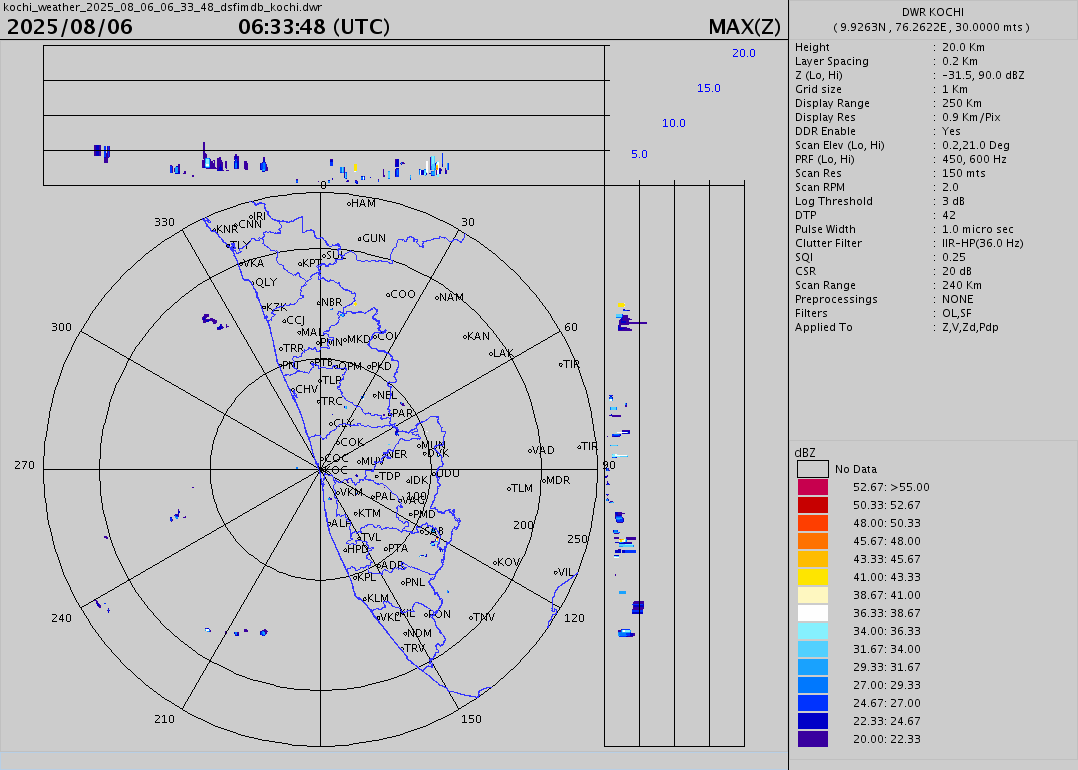 kochi_weather_2025_08_06_06_33_48_dsfimdb_kochi.dwr
2025/08/06 06:33:48 (UTC) MAX(Z)
20.0
15.0
10.0
5.0
DWR KOCHI
( 9.9263N , 76.2622E , 30.0000 mts )
Height : 20.0 Km
Layer Spacing : 0.2 Km
Z (Lo, Hi) : -31.5, 90.0 dBZ
Grid size : 1 Km
Display Range : 250 Km
Display Res : 0.9 Km/Pix
DDR Enable : Yes
Scan Elev (Lo, Hi) : 0.2,21.0 Deg
PRF (Lo, Hi) : 450, 600 Hz
Scan Res : 150 mts
Scan RPM : 2.0
Log Threshold : 3 dB
DTP : 42
Pulse Width : 1.0 micro sec
Clutter Filter : IIR-HP(36.0 Hz)
SQI : 0.25
CSR : 20 dB
Scan Range : 240 Km
Preprocessings : NONE
Filters : OL,SF
Applied To : Z,V,Zd,Pdp
0
HAM
IRI
330 CNN 30
KNR
GUN
TLY
SUL
VKA KPT
QLY
COO NAM
NBR
KZK
CCJ
300 60
MAL KAN
PMN MKD COI
TRR LAK
PNI PTB OPM PKD TIR
TLP
CHV NEL
TRC
PAR
CLY
COK MUN TIR
NER DVK VAD
COC MUV
270 KOC 90
TDP IDK UDU MDR
TLM
VKM PAL 100 VAG
KTM PMD
ALP 200
SAB
TVL 250
HPD PTA
ADR KOV
KPL PNL VIL
KLM
240 VKL KIL PON TNV 120
NDM
TRV
210 150
dBZ
No Data
52.67: >55.00
50.33: 52.67
48.00: 50.33
45.67: 48.00
43.33: 45.67
41.00: 43.33
38.67: 41.00
36.33: 38.67
34.00: 36.33
31.67: 34.00
29.33: 31.67
27.00: 29.33
24.67: 27.00
22.33: 24.67
20.00: 22.33